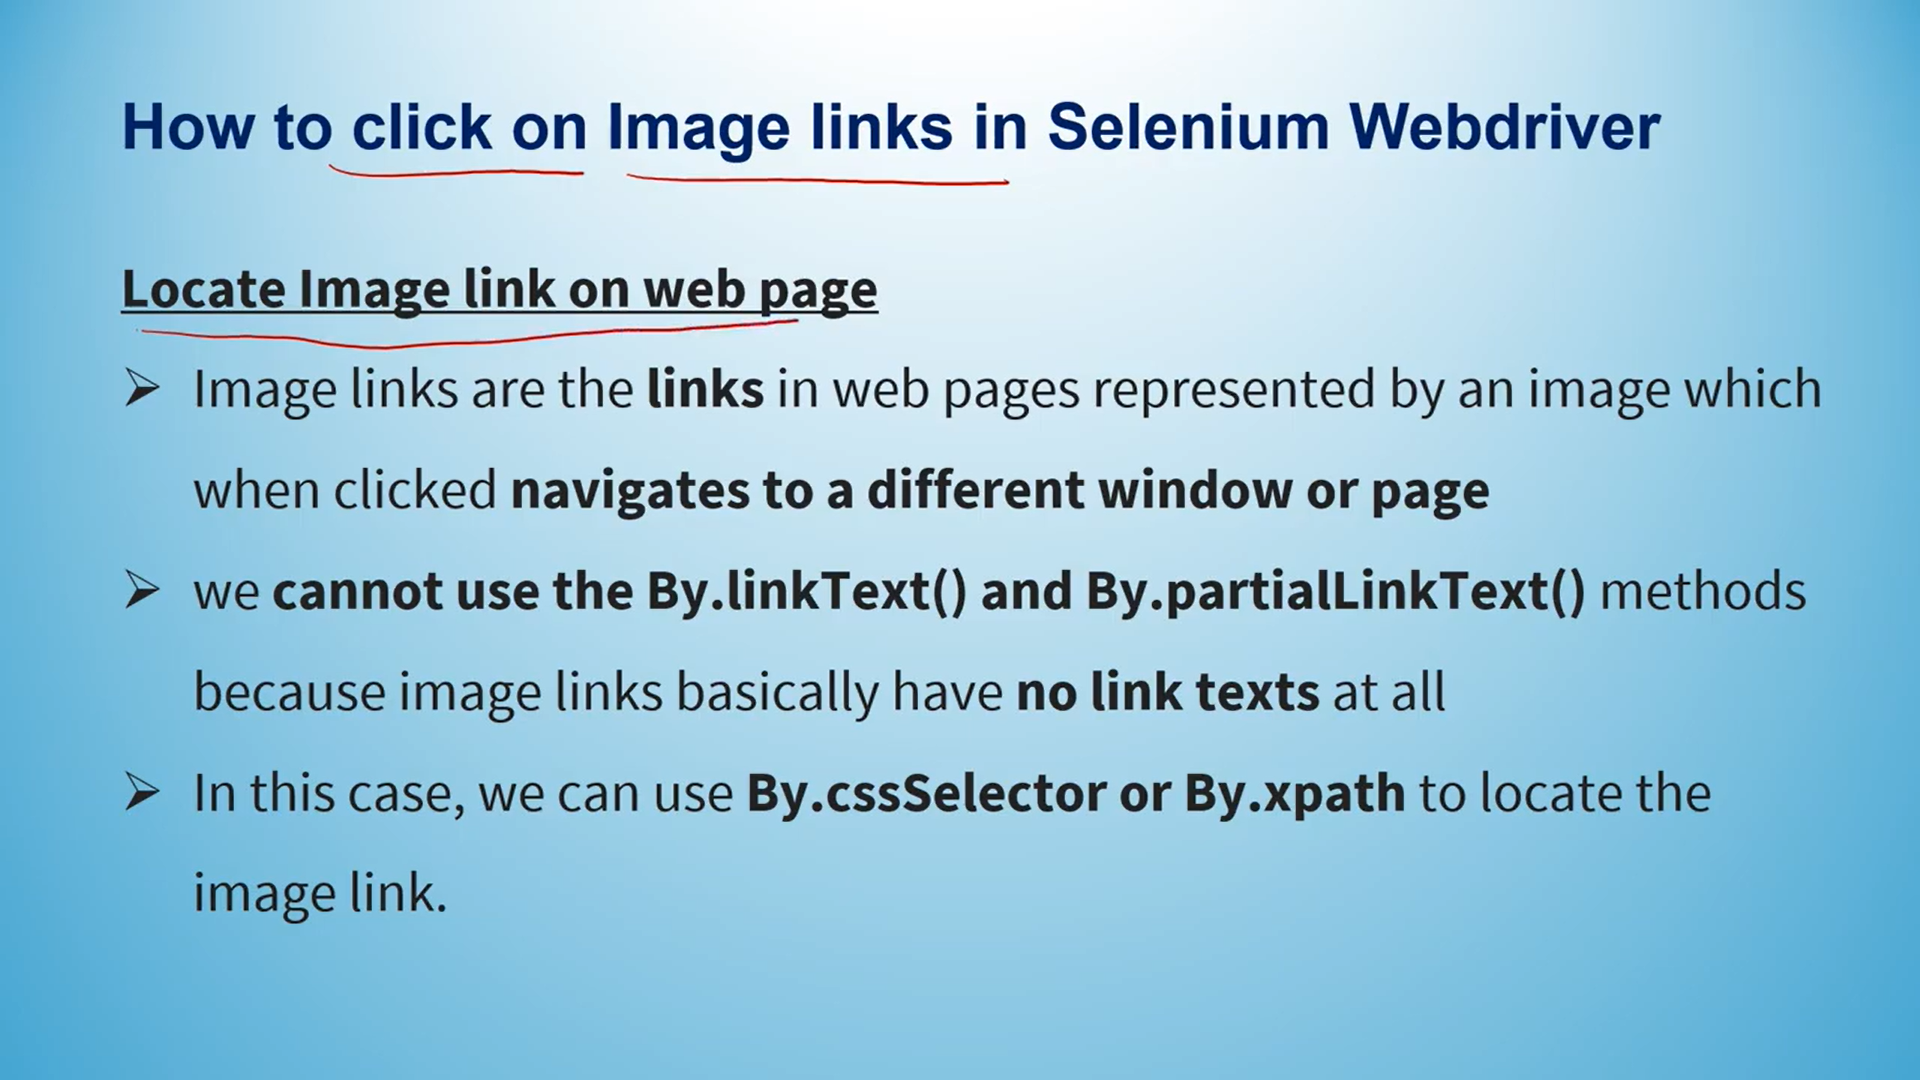 How to click on Image links in Selenium Webdriver
Locate Image link on web page
➢ Image links are the links in web pages represented by an image which
when clicked navigates to a different window or page
➢ we cannot use the By.linkText() and By.partialLinkText() methods
because image links basically have no link texts at all
➢ In this case, we can use By.cssSelector or By.xpath to locate the
image link.